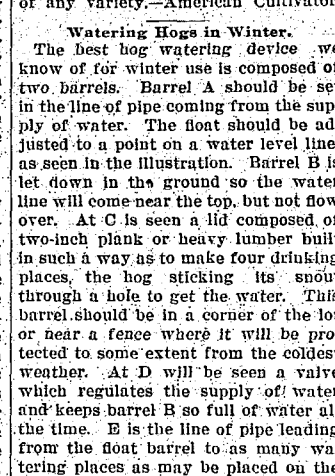 of any variety.—American Cultivator
Watering Hogs in Winter.
The best hog watering device we
know of for winter use is composed of
two barrels. Barrel A should be se
in the line of pipe coming from the sup
ply of water. The float should be ad
justed to a point on a water level line
as seen in the illustration. Barrel B is
let down in the ground so the water
line will come near the top, but not flow
over. At C is seen a lid composed of
two-inch plank or heavy lumber buil
in such a way as to make four drinking
places, the hog sticking its snou
through a hole to get the water. This
barrel should be in a corner of the lo
or near a fence where it will be pro
tected to some extent from the coldes
weather. At D will be seen a valve
which regulates the supply of water
and keeps barrel B so full of water all
the time. E is the line of pipe leading
from the float barrel to as many wa
tering places as may be placed on the